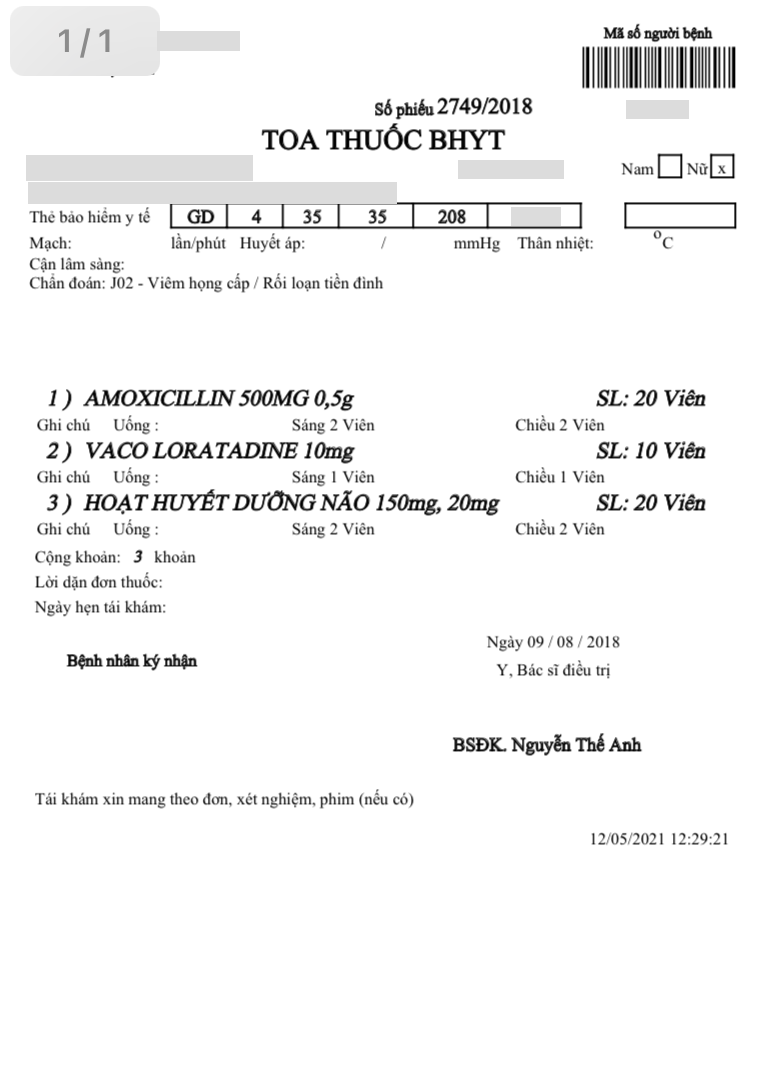 1/1
Mã số người bệnh
Số phiếu 2749/2018
TOA THUỐC BHYT
Nam Nữ x
Thẻ bảo hiểm y tế GD 4 35 35 208
Mạch: lần/phút Huyết áp: / mmHg Thân nhiệt: °C
Cận lâm sàng:
Chẩn đoán: J02 - Viêm họng cấp / Rối loạn tiền đình
1 ) AMOXICILLIN 500MG 0,5g SL: 20 Viên
Ghi chú Uống : Sáng 2 Viên Chiều 2 Viên
2 ) VACO LORATADINE 10mg SL: 10 Viên
Ghi chú Uống : Sáng 1 Viên Chiều 1 Viên
3 ) HOẠT HUYẾT DƯỠNG NÃO 150mg, 20mg SL: 20 Viên
Ghi chú Uống : Sáng 2 Viên Chiều 2 Viên
Cộng khoản: 3 khoản
Lời dặn đơn thuốc:
Ngày hẹn tái khám:
Ngày 09 / 08 / 2018
Bệnh nhân ký nhận
Y, Bác sĩ điều trị
BSĐK. Nguyễn Thế Anh
Tái khám xin mang theo đơn, xét nghiệm, phim (nếu có)
12/05/2021 12:29:21